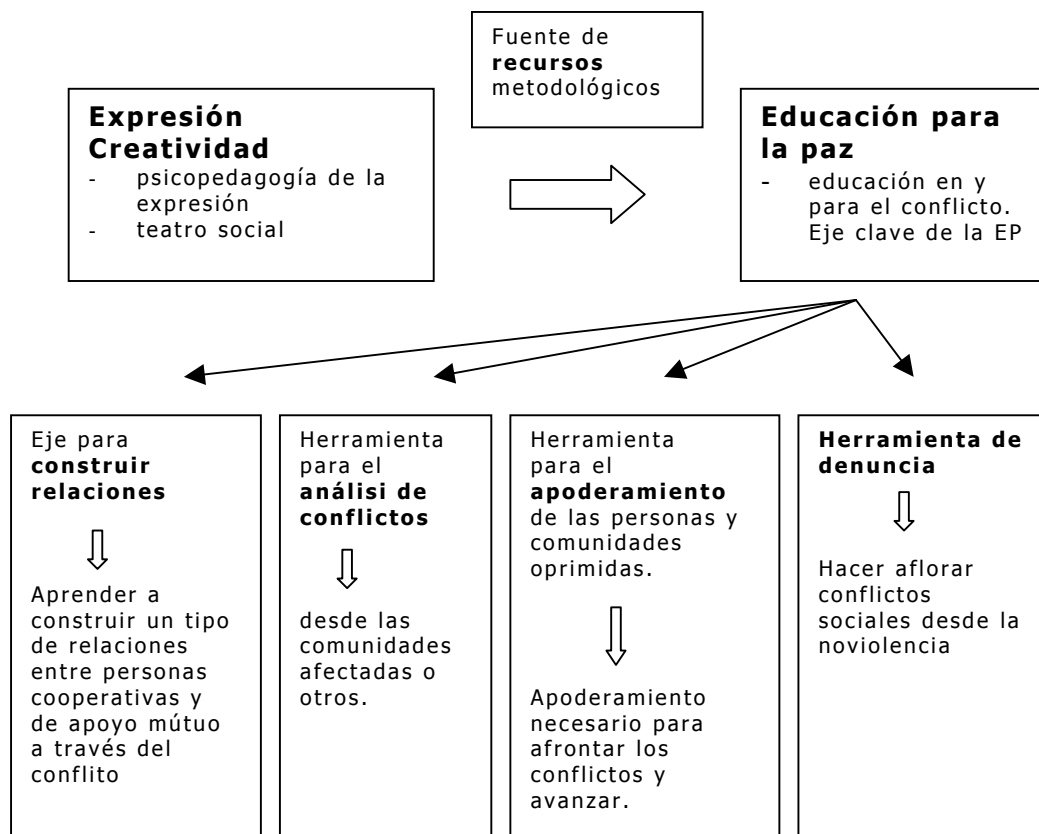 Fuente de
recursos
metodológicos
Expresión
Creatividad
- psicopedagogía de la
expresión
- teatro social
Educación para
la paz
- educación en y
para el conflicto.
Eje clave de la EP
Eje para
construir
relaciones
Aprender a
construir un tipo
de relaciones
entre personas
cooperativas y
de apoyo mútuo
a través del
conflito
Herramienta
para el
análisi de
conflictos
desde las
comunidades
afectadas o
otros.
Herramienta
para el
apoderamiento
de las personas y
comunidades
oprimidas.
Apoderamiento
necesario para
afrontar los
conflictos y
avanzar.
Herramienta de
denuncia
Hacer aflorar
conflictos
sociales desde la
noviolencia